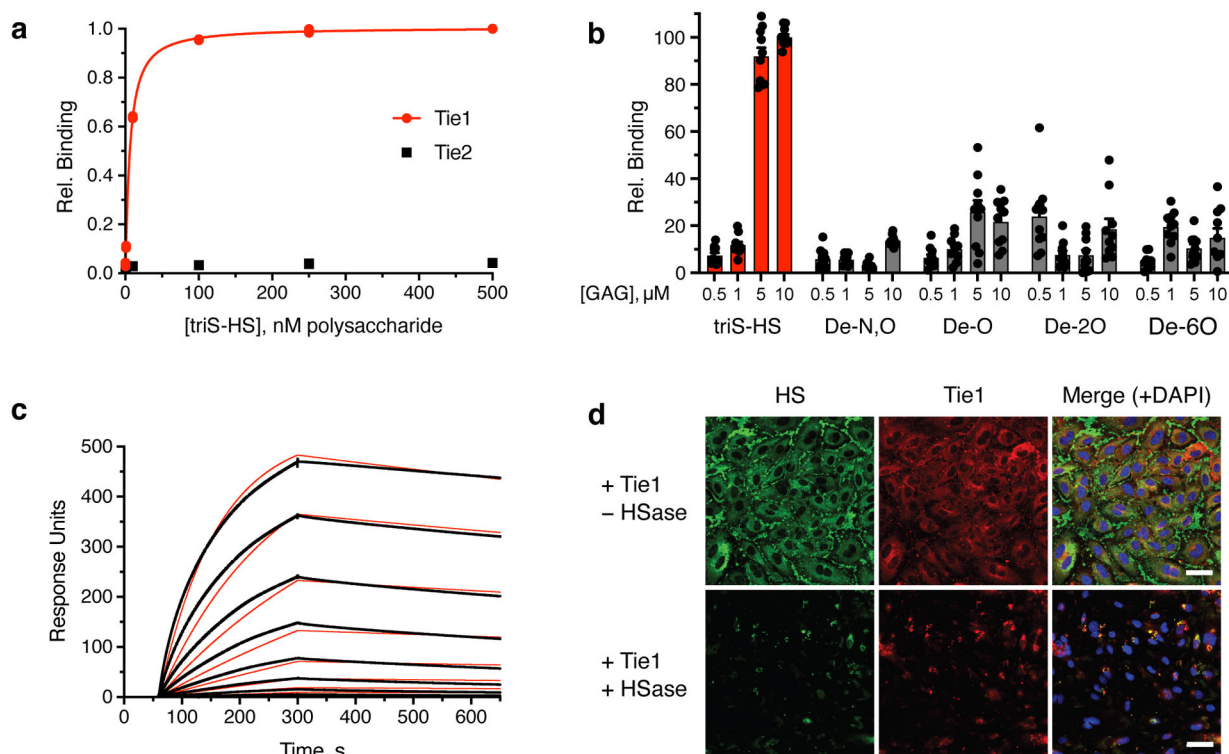 a
Rel. Binding
1.0
0.8
0.6
0.4
0.2
0.0
0 100 200 300 400 500
[triS-HS], nM polysaccharide
Tie1
Tie2
b
Rel. Binding
100
80
60
40
20
0
[GAG], µM
0.5 1 5 10 0.5 1 5 10 0.5 1 5 10 0.5 1 5 10 0.5 1 5 10
triS-HS De-N,O De-O De-2O De-6O
c
Response Units
500
400
300
200
100
0
0 100 200 300 400 500 600
Time, s
d
HS Tie1 Merge (+DAPI)
+ Tie1
− HSase
+ Tie1
+ HSase